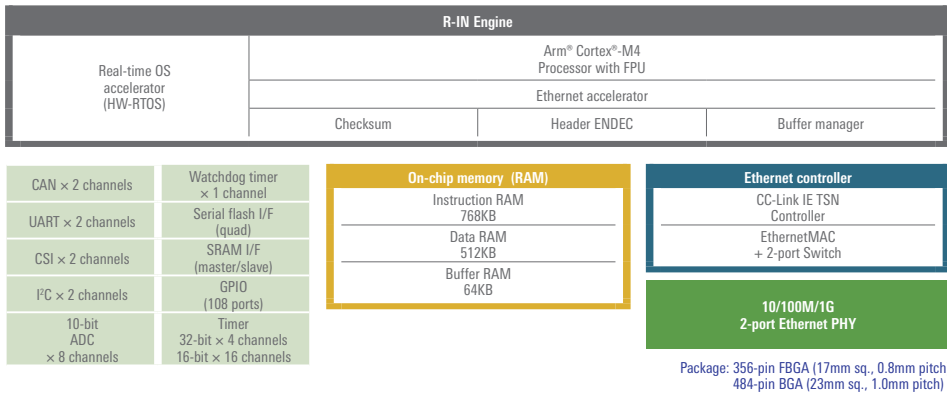 R-IN Engine
Real-time OS
accelerator
(HW-RTOS)
Arm® Cortex®-M4
Processor with FPU
Ethernet accelerator
Checksum
Header ENDEC
Buffer manager
CAN × 2 channels
Watchdog timer
× 1 channel
UART × 2 channels
Serial flash I/F
(quad)
CSI × 2 channels
SRAM I/F
(master/slave)
I²C × 2 channels
GPIO
(108 ports)
10-bit
ADC
× 8 channels
Timer
32-bit × 4 channels
16-bit × 16 channels
On-chip memory (RAM)
Instruction RAM
768KB
Data RAM
512KB
Buffer RAM
64KB
Ethernet controller
CC-Link IE TSN
Controller
EthernetMAC
+ 2-port Switch
10/100M/1G
2-port Ethernet PHY
Package: 356-pin FBGA (17mm sq., 0.8mm pitch
484-pin BGA (23mm sq., 1.0mm pitch)